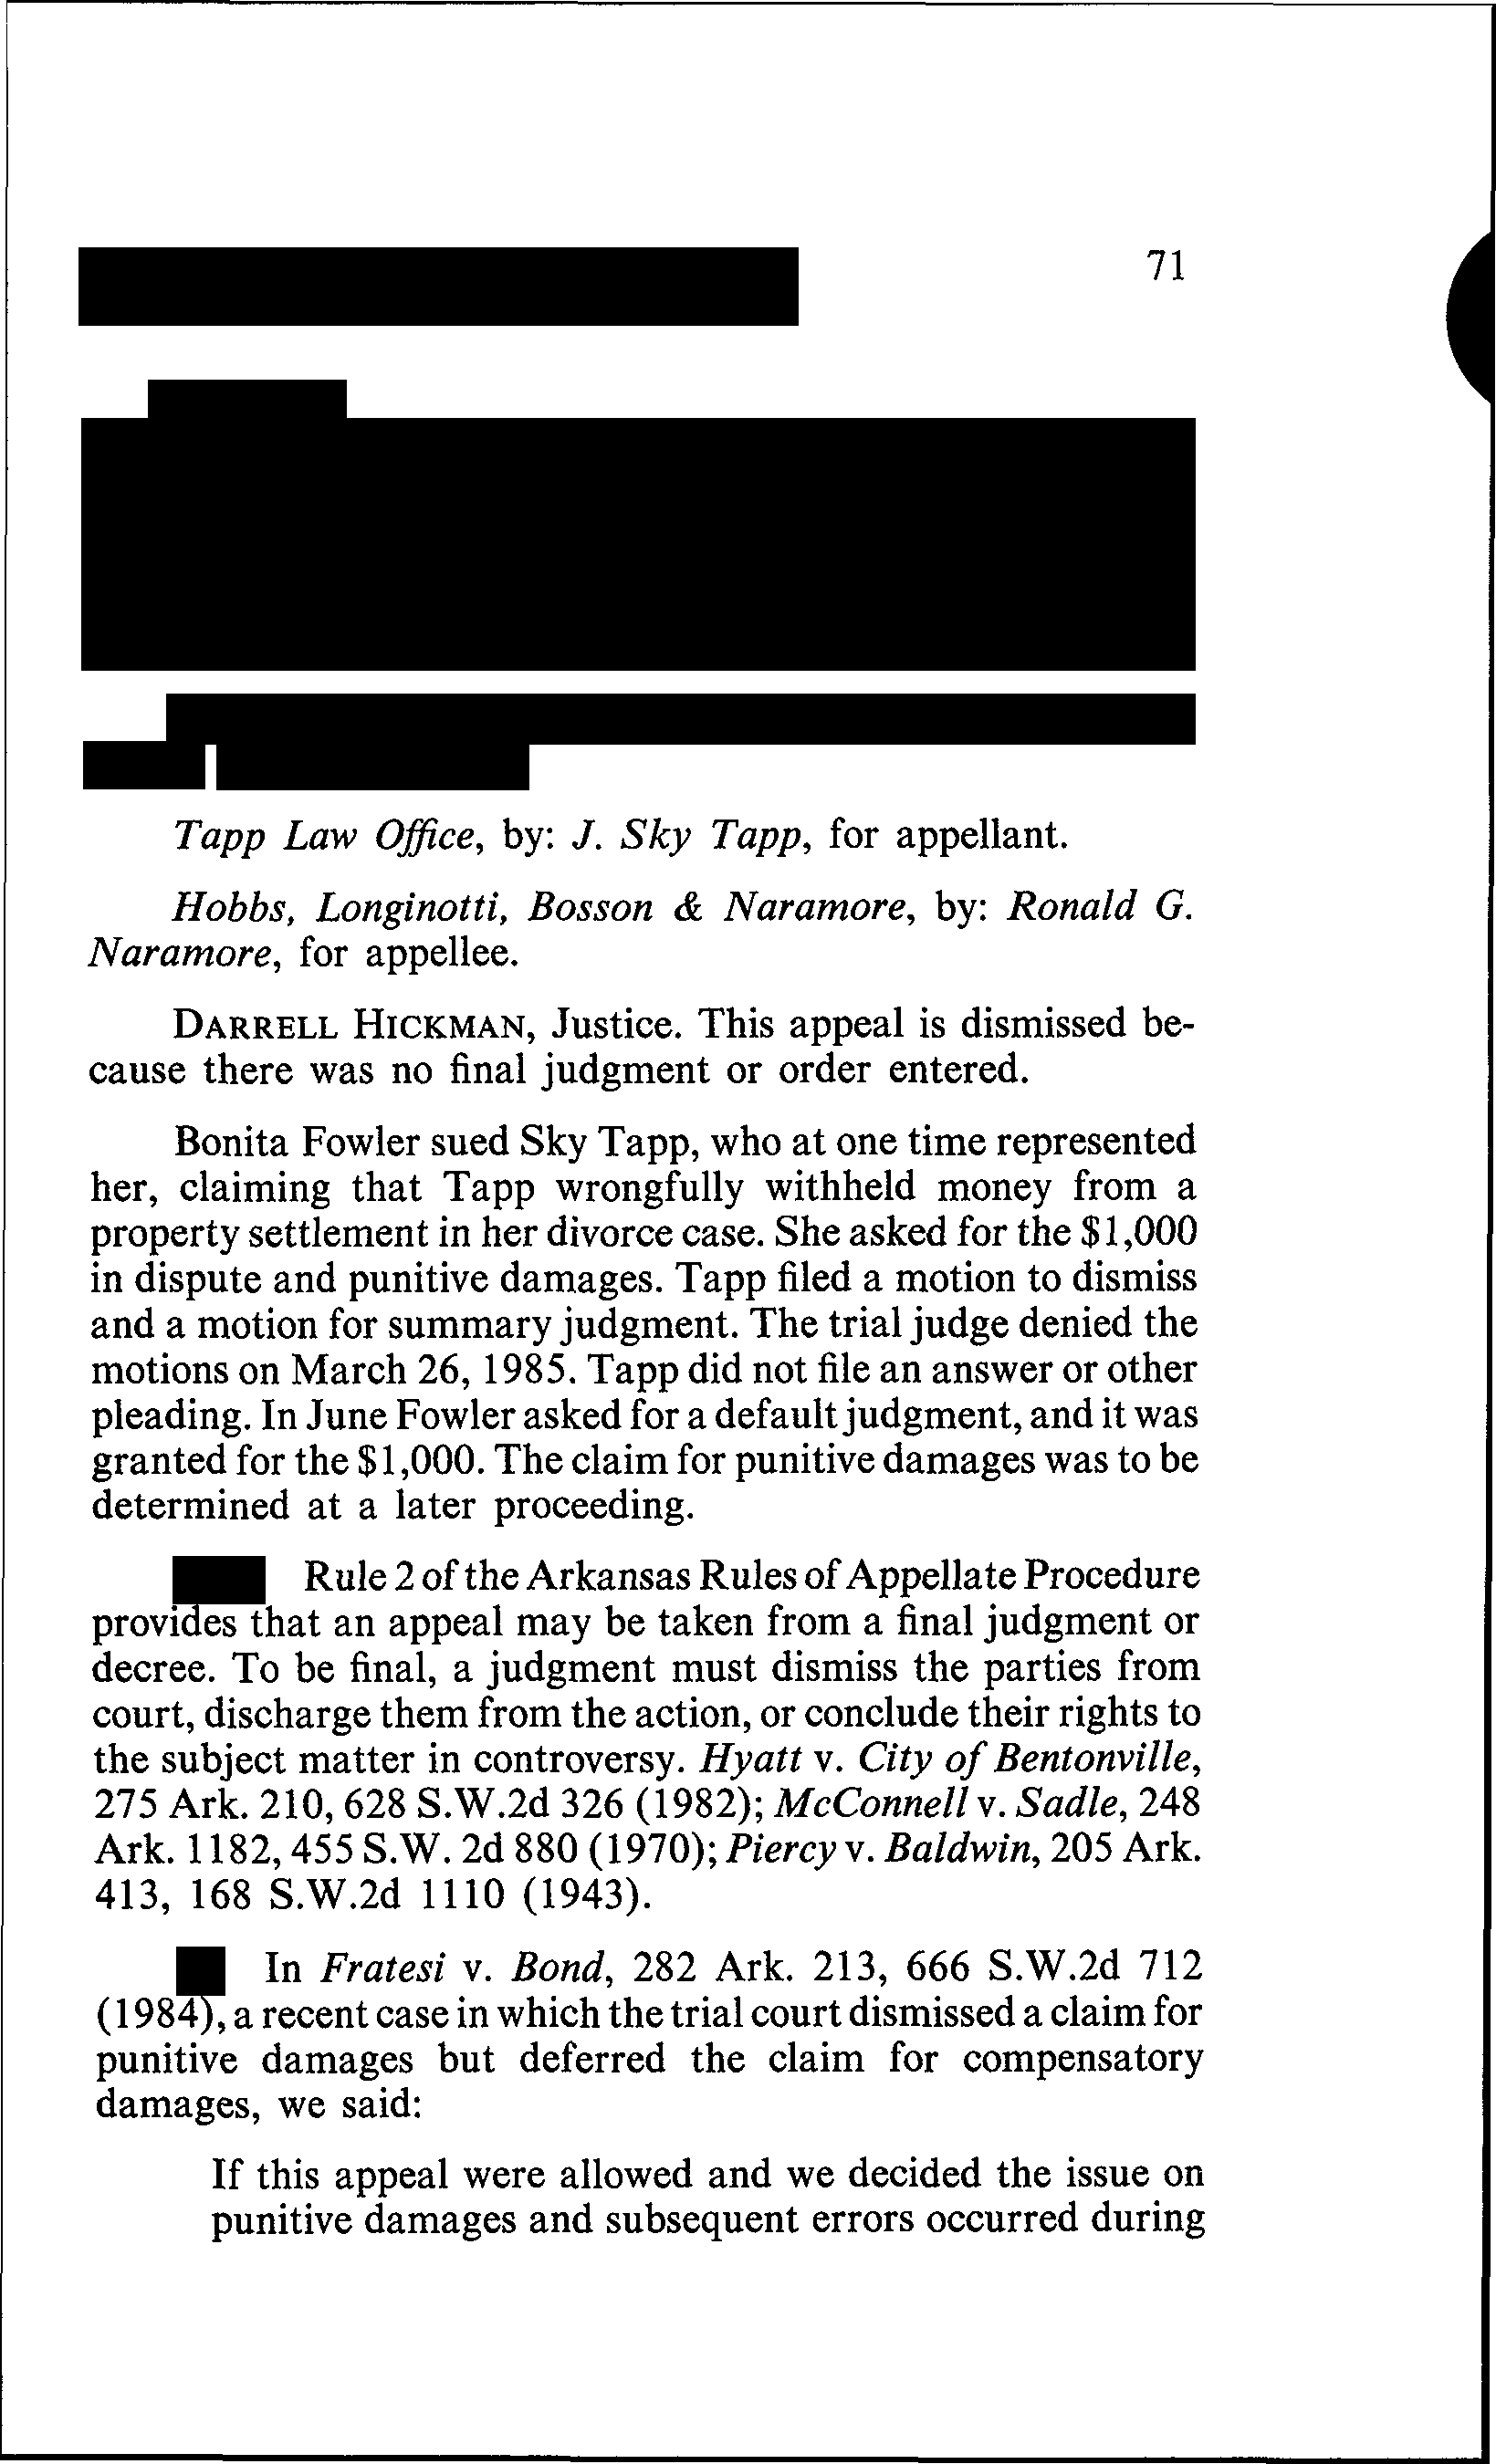 71
Tapp Law Office, by: J. Sky Tapp, for appellant.
Hobbs, Longinotti, Bosson & Naramore, by: Ronald G.
Naramore, for appellee.
DARRELL HICKMAN, Justice. This appeal is dismissed be-
cause there was no final judgment or order entered.
Bonita Fowler sued Sky Tapp, who at one time represented
her, claiming that Tapp wrongfully withheld money from a
property settlement in her divorce case. She asked for the $1,000
in dispute and punitive damages. Tapp filed a motion to dismiss
and a motion for summary judgment. The trial judge denied the
motions on March 26, 1985. Tapp did not file an answer or other
pleading. In June Fowler asked for a default judgment, and it was
granted for the $1,000. The claim for punitive damages was to be
determined at a later proceeding.
Rule 2 of the Arkansas Rules of Appellate Procedure
provides that an appeal may be taken from a final judgment or
decree. To be final, a judgment must dismiss the parties from
court, discharge them from the action, or conclude their rights to
the subject matter in controversy. Hyatt v. City of Bentonville,
275 Ark. 210, 628 S.W.2d 326 (1982); McConnell v. Sadle, 248
Ark. 1182, 455 S.W. 2d 880 (1970); Piercy v. Baldwin, 205 Ark.
413, 168 S.W.2d 1110 (1943).
In Fratesi v. Bond, 282 Ark. 213, 666 S.W.2d 712
(1984), a recent case in which the trial court dismissed a claim for
punitive damages but deferred the claim for compensatory
damages, we said:
If this appeal were allowed and we decided the issue on
punitive damages and subsequent errors occurred during